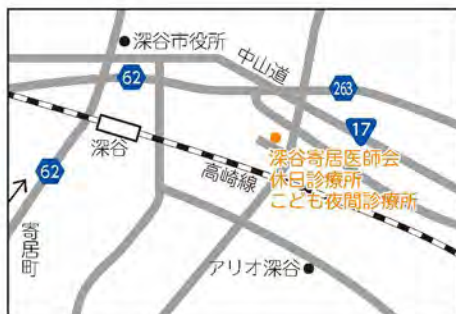 深谷市役所
中山道
62
263
17
深谷
深谷寄居医師会
休日診療所
こども夜間診療所
高崎線
62
寄居町
アリオ深谷